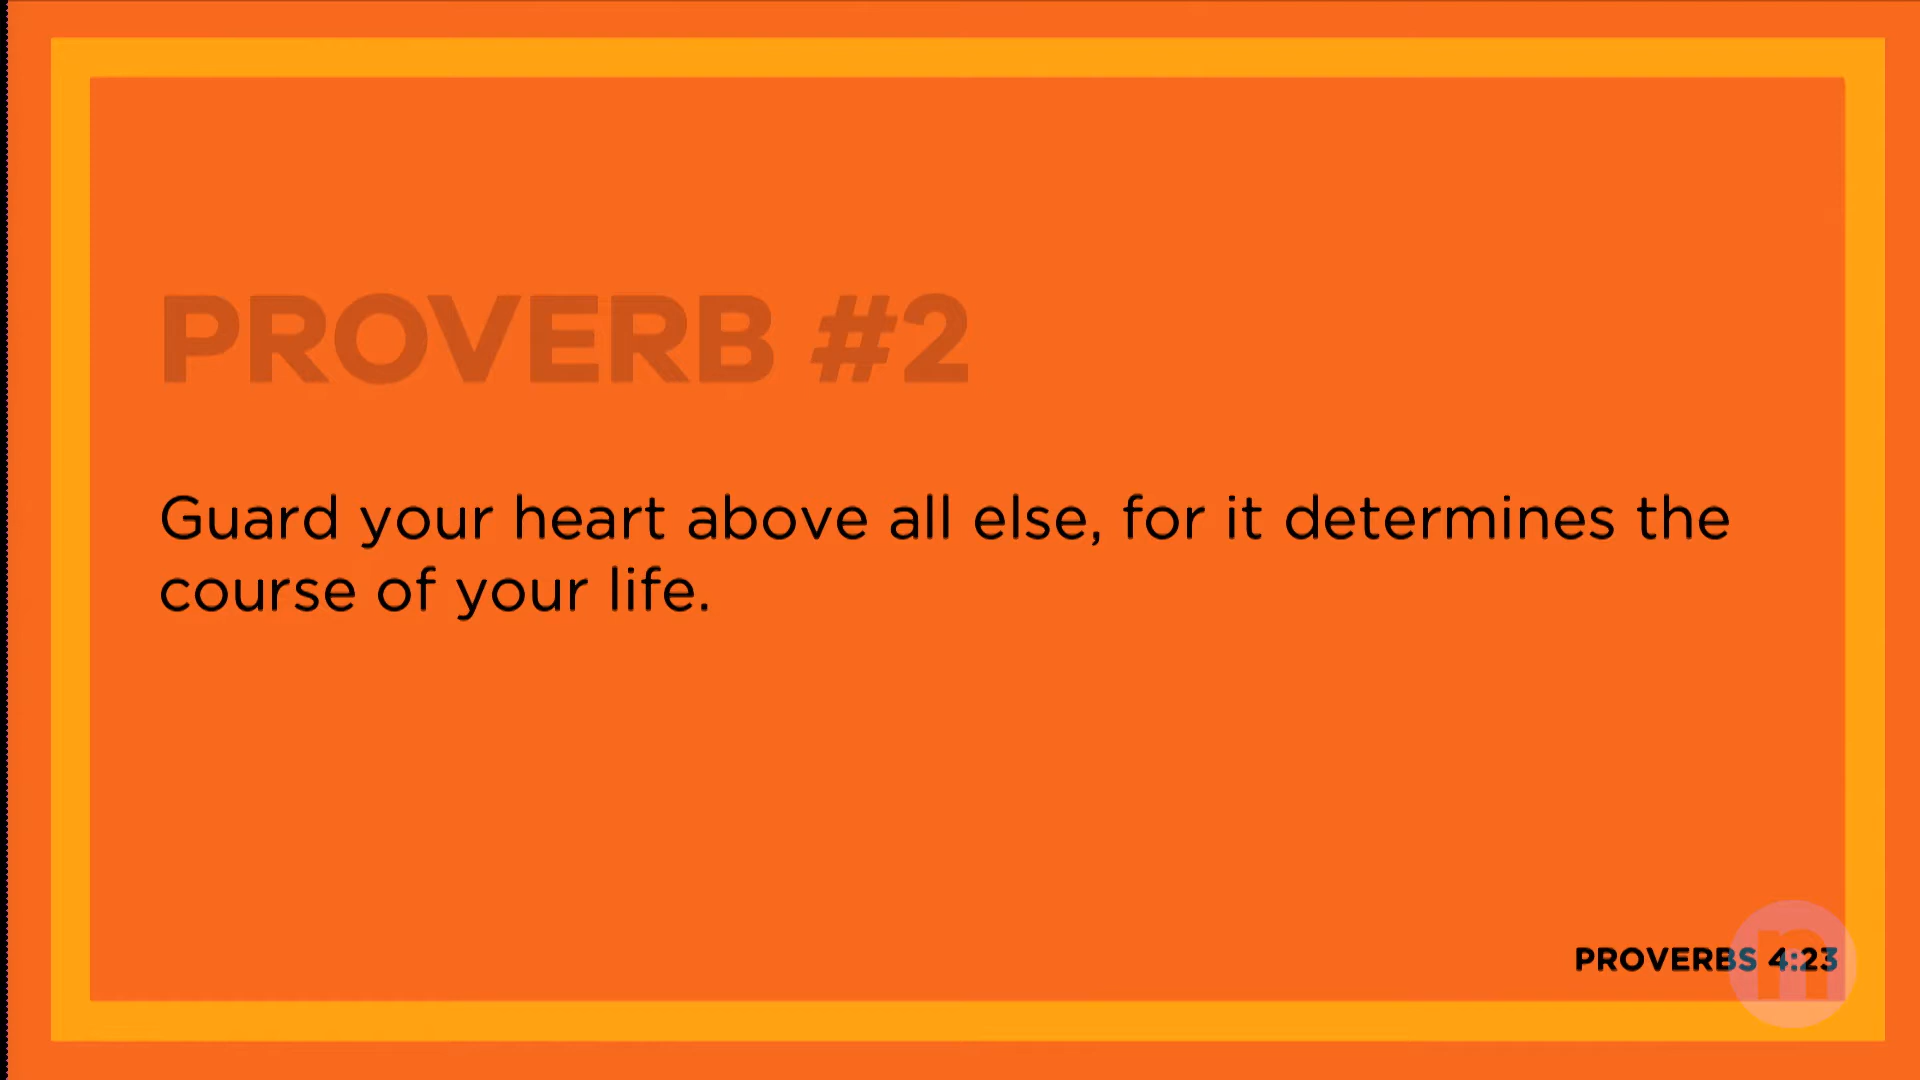 PROVERB #2
Guard your heart above all else, for it determines the
course of your life.
PROVERBS 4:23
n